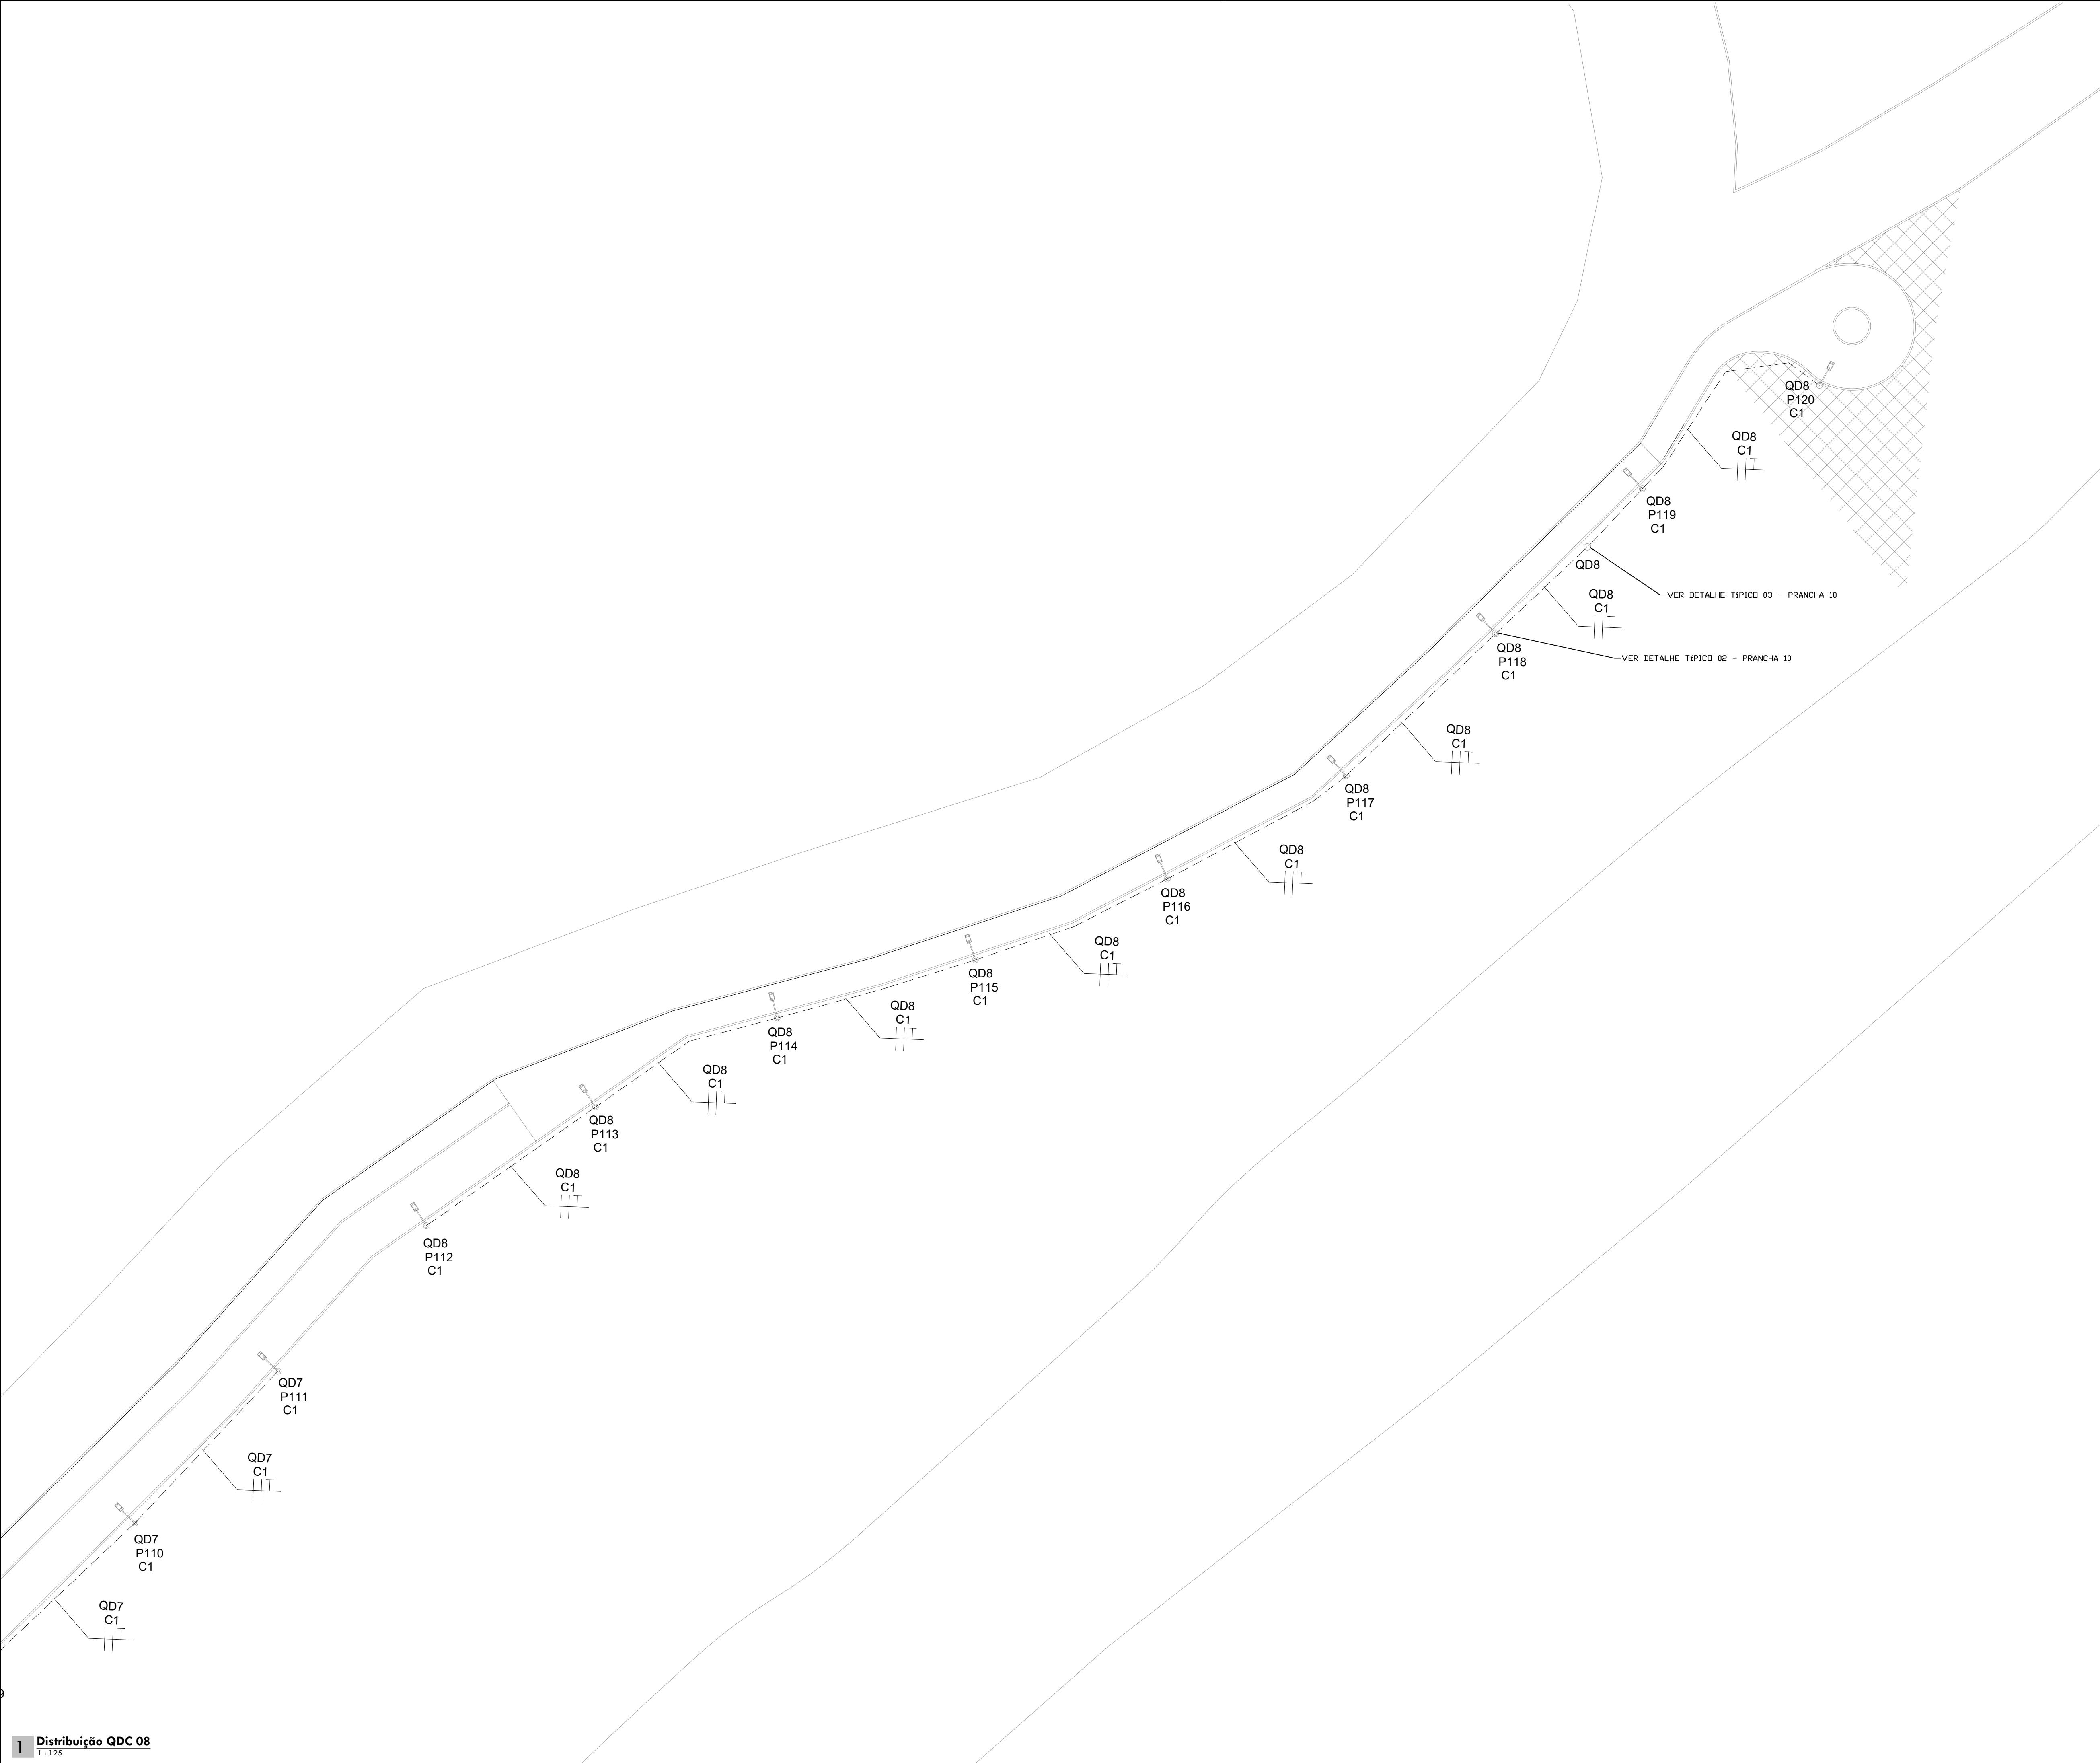 QD8
P120
C1
QD8
C1
T
QD8
P119
C1
QD8
VER DETALHE TÍPICO 03 - PRANCHA 10
QD8
C1
T
QD8
P118
C1
VER DETALHE TÍPICO 02 - PRANCHA 10
QD8
C1
T
QD8
P117
C1
QD8
C1
T
QD8
P116
C1
QD8
C1
T
QD8
P115
C1
QD8
C1
T
QD8
P114
C1
QD8
C1
T
QD8
P113
C1
QD8
C1
T
QD8
P112
C1
QD7
P111
C1
QD7
C1
T
QD7
P110
C1
QD7
C1
T
1 Distribuição QDC 08
1 : 125